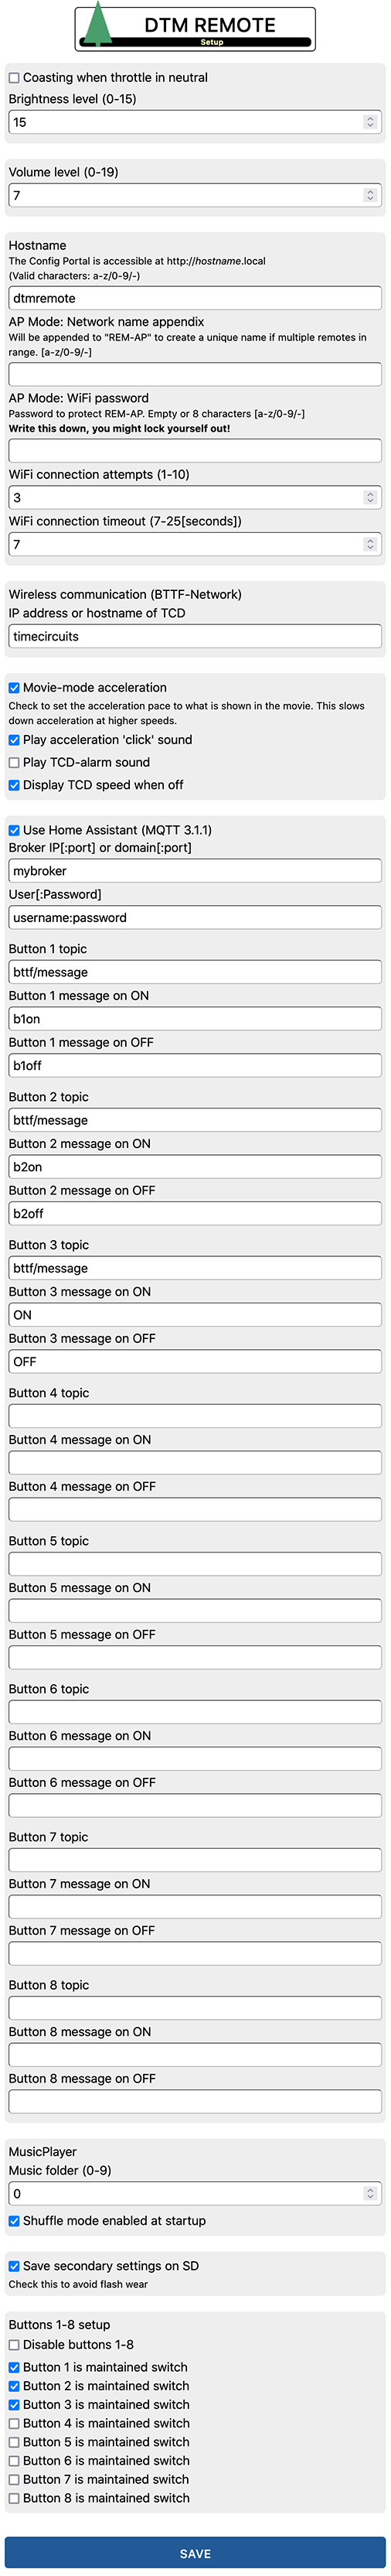 DTM REMOTE
Setup
Coasting when throttle in neutral
Brightness level (0-15)
15
Volume level (0-19)
7
Hostname
The Config Portal is accessible at http://hostname.local
(Valid characters: a-z/0-9/-)
dtmremote
AP Mode: Network name appendix
Will be appended to "REM-AP" to create a unique name if multiple remotes in
range. [a-z/0-9/-]
AP Mode: WiFi password
Password to protect REM-AP. Empty or 8 characters [a-z/0-9/-]
Write this down, you might lock yourself out!
WiFi connection attempts (1-10)
3
WiFi connection timeout (7-25[seconds])
7
Wireless communication (BTTF-Network)
IP address or hostname of TCD
timecircuits
Movie-mode acceleration
Check to set the acceleration pace to what is shown in the movie. This slows
down acceleration at higher speeds.
Play acceleration 'click' sound
Play TCD-alarm sound
Display TCD speed when off
Use Home Assistant (MQTT 3.1.1)
Broker IP[:port] or domain[:port]
mybroker
User[:Password]
username:password
Button 1 topic
bttf/message
Button 1 message on ON
b1on
Button 1 message on OFF
b1off
Button 2 topic
bttf/message
Button 2 message on ON
b2on
Button 2 message on OFF
b2off
Button 3 topic
bttf/message
Button 3 message on ON
ON
Button 3 message on OFF
OFF
Button 4 topic
Button 4 message on ON
Button 4 message on OFF
Button 5 topic
Button 5 message on ON
Button 5 message on OFF
Button 6 topic
Button 6 message on ON
Button 6 message on OFF
Button 7 topic
Button 7 message on ON
Button 7 message on OFF
Button 8 topic
Button 8 message on ON
Button 8 message on OFF
MusicPlayer
Music folder (0-9)
0
Shuffle mode enabled at startup
Save secondary settings on SD
Check this to avoid flash wear
Buttons 1-8 setup
Disable buttons 1-8
Button 1 is maintained switch
Button 2 is maintained switch
Button 3 is maintained switch
Button 4 is maintained switch
Button 5 is maintained switch
Button 6 is maintained switch
Button 7 is maintained switch
Button 8 is maintained switch
SAVE